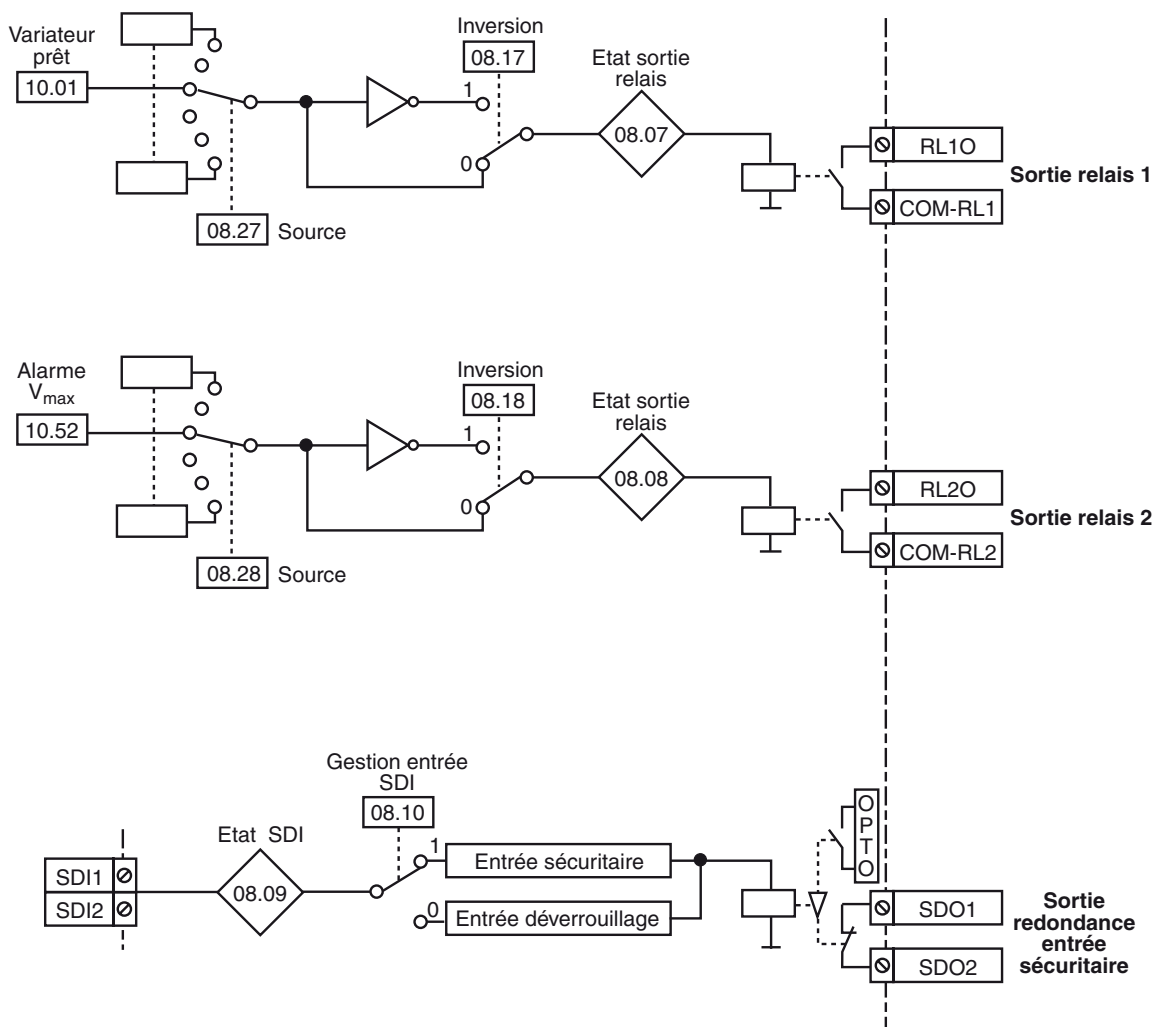 Variateur
prêt
10.01
Inversion
08.17
1
0
Etat sortie
relais
08.07
08.27
Source
RL1O
COM-RL1
Sortie relais 1
Alarme
Vmax
10.52
Inversion
08.18
1
0
Etat sortie
relais
08.08
08.28
Source
RL2O
COM-RL2
Sortie relais 2
Gestion entrée
SDI
08.10
Etat SDI
08.09
SDI1
SDI2
1
Entrée sécuritaire
0
Entrée déverrouillage
OPTO
SDO1
SDO2
Sortie
redondance
entrée
sécuritaire